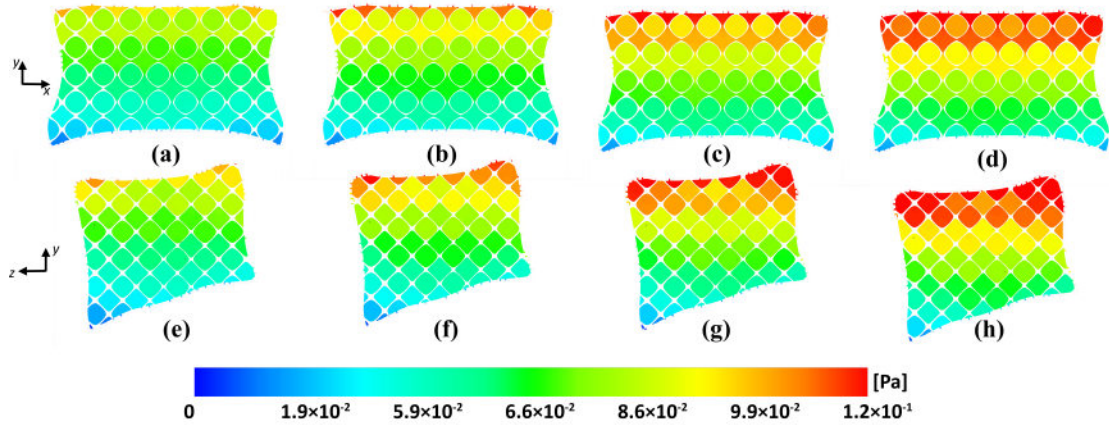 y
x
(a) (b) (c) (d)
y
z
(e) (f) (g) (h)
[Pa]
0 1.9×10⁻² 5.9×10⁻² 6.6×10⁻² 8.6×10⁻² 9.9×10⁻² 1.2×10⁻¹